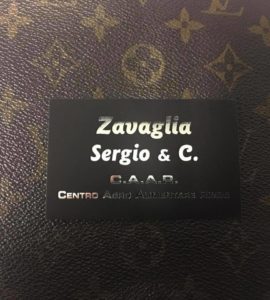 Zavaglia
Sergio & C.
C.A.A.R.
CENTRO AGRO ALIMENTARE